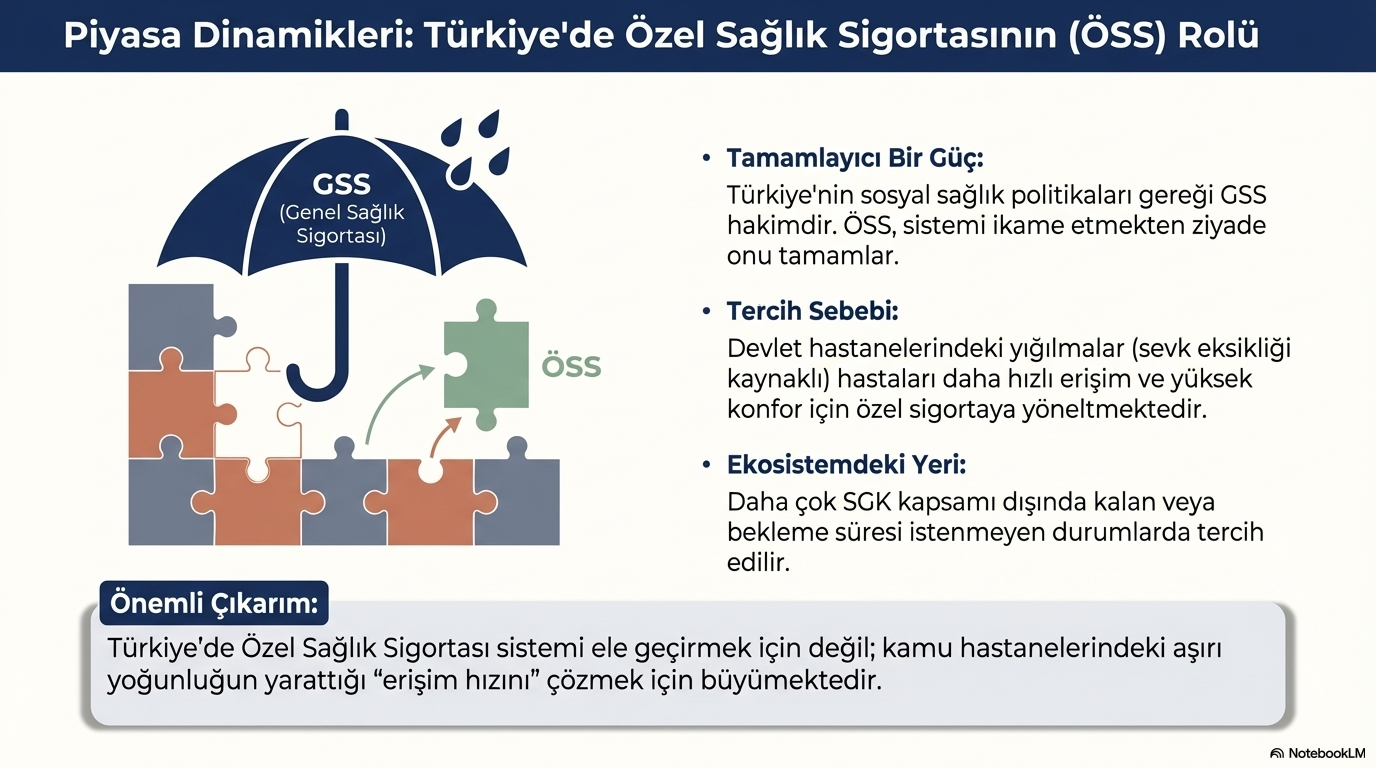 Piyasa Dinamikleri: Türkiye'de Özel Sağlık Sigortasının (ÖSS) Rolü
GSS
(Genel Sağlık
Sigortası)
ÖSS
• Tamamlayıcı Bir Güç:
Türkiye'nin sosyal sağlık politikaları gereği GSS
hakimdir. ÖSS, sistemi ikame etmekten ziyade
onu tamamlar.
• Tercih Sebebi:
Devlet hastanelerindeki yığılmalar (sevk eksikliği
kaynaklı) hastaları daha hızlı erişim ve yüksek
konfor için özel sigortaya yöneltmektedir.
• Ekosistemdeki Yeri:
Daha çok SGK kapsamı dışında kalan veya
bekleme süresi istenmeyen durumlarda tercih
edilir.
Önemli Çıkarım:
Türkiye’de Özel Sağlık Sigortası sistemi ele geçirmek için değil; kamu hastanelerindeki aşırı
yoğunluğun yarattığı “erişim hızını” çözmek için büyümektedir.
NotebookLM